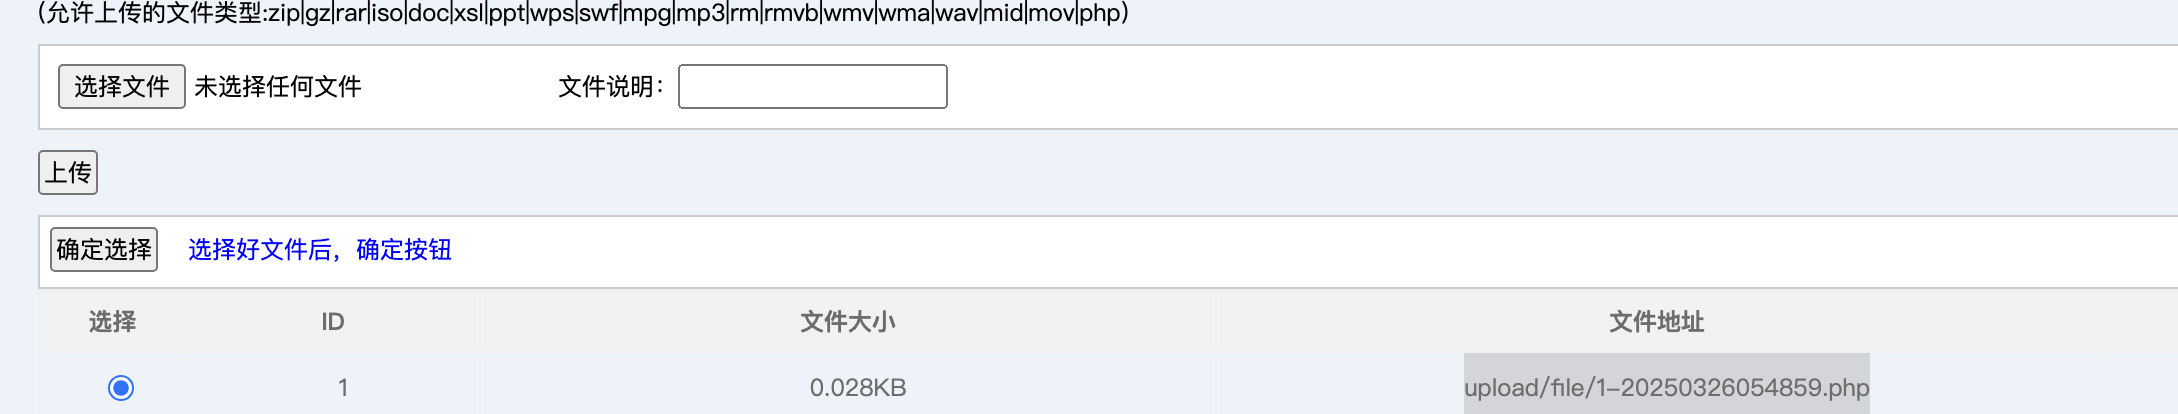 (允许上传的文件类型:zip|gz|rar|iso|doc|xsl|ppt|wps|swf|mpg|mp3|rm|rmvb|wmv|wma|wav|mid|mov|php)
选择文件 未选择任何文件 文件说明：
上传
确定选择 选择好文件后，确定按钮
选择 ID 文件大小 文件地址
1 0.028KB upload/file/1-20250326054859.php